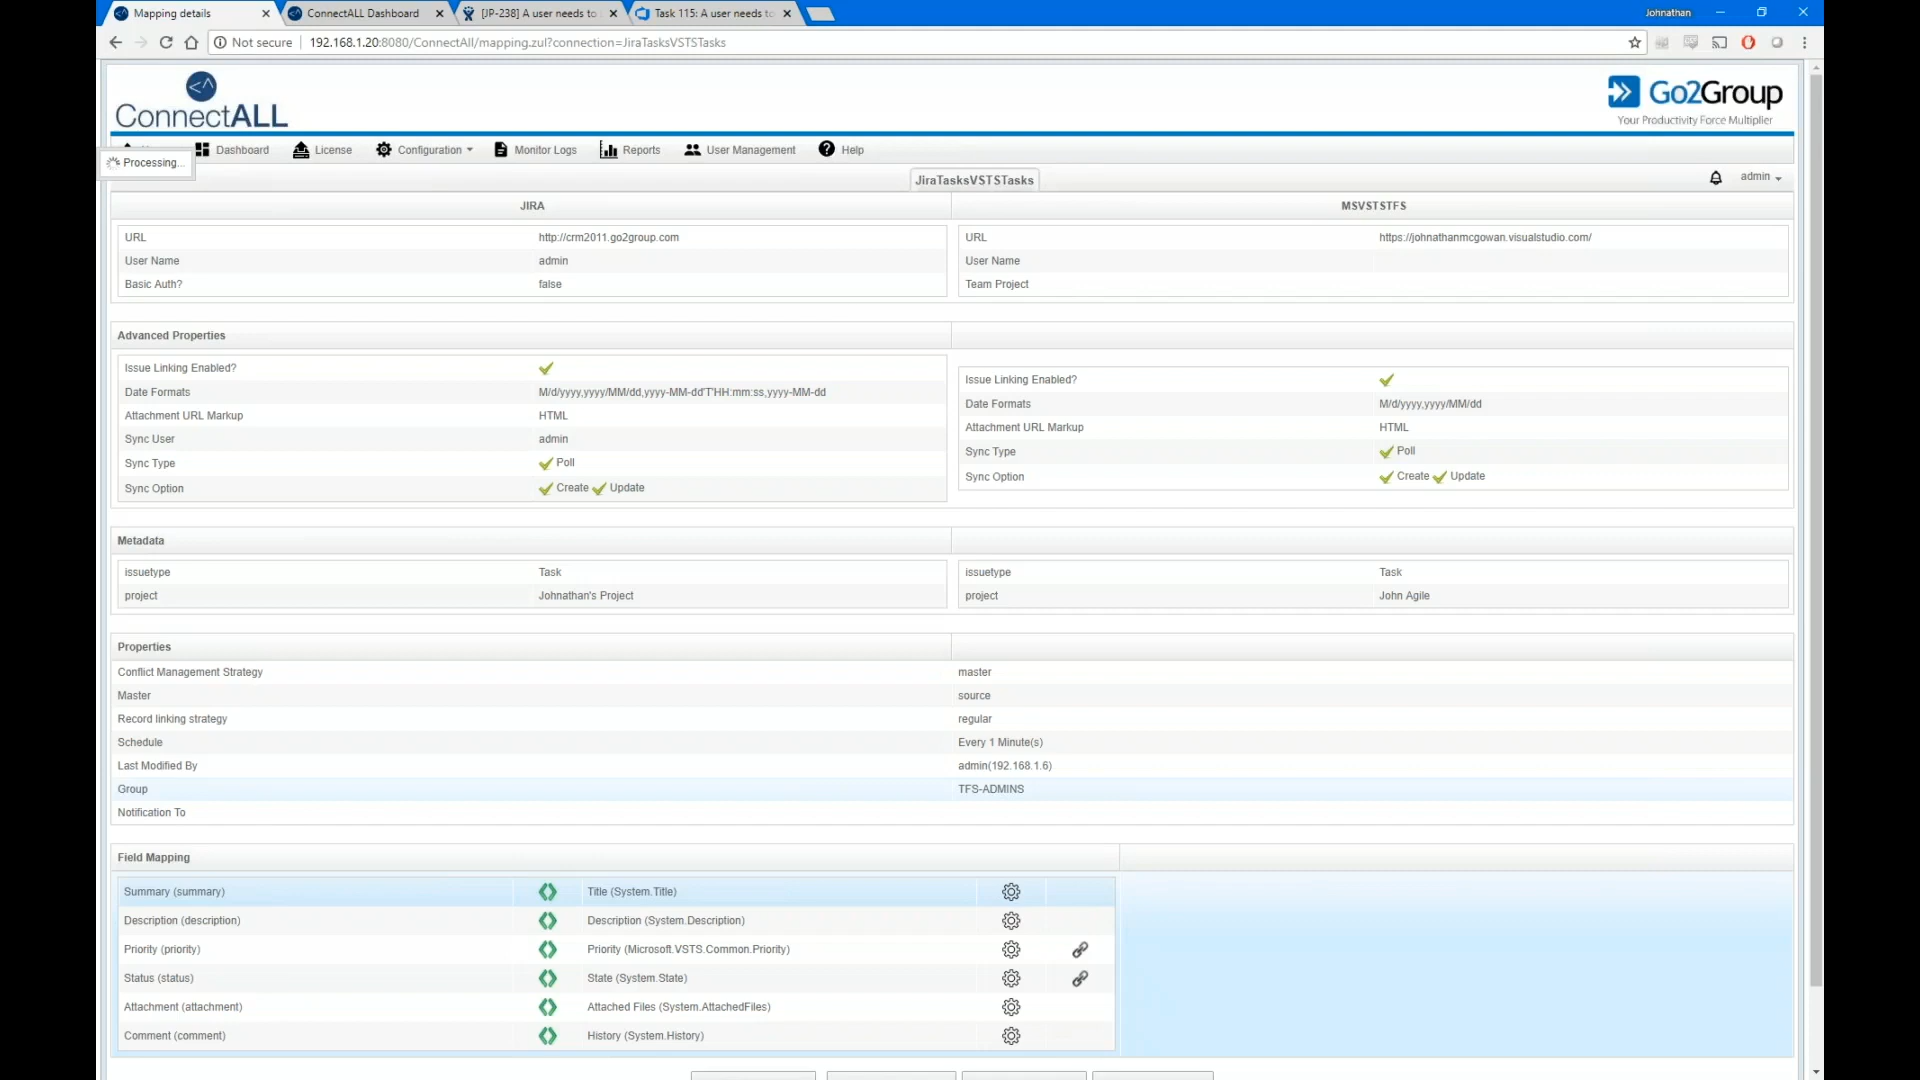 Mapping details
ConnectALL Dashboard
[JP-238] A user needs to
Task 115: A user needs to
Johnathan
Not secure
192.168.1.20:8080/ConnectAll/mapping.zul?connection=JiraTasksVSTSTasks
ConnectALL
Go2Group
Your Productivity Force Multiplier
Dashboard
License
Configuration
Monitor Logs
Reports
User Management
Help
Processing...
JiraTasksVSTSTasks
admin
JIRA
MSVSTSTFS
URL http://crm2011.go2group.com
User Name admin
Basic Auth? false
URL https://johnathanmcgowan.visualstudio.com/
User Name
Team Project
Advanced Properties
Issue Linking Enabled?
Date Formats M/d/yyyy,yyyy/MM/dd,yyyy-MM-dd'T'HH:mm:ss,yyyy-MM-dd
Attachment URL Markup HTML
Sync User admin
Sync Type Poll
Sync Option Create Update
Issue Linking Enabled?
Date Formats M/d/yyyy,yyyy/MM/dd
Attachment URL Markup HTML
Sync Type Poll
Sync Option Create Update
Metadata
issuetype Task
project Johnathan's Project
issuetype Task
project John Agile
Properties
Conflict Management Strategy master
Master source
Record linking strategy regular
Schedule Every 1 Minute(s)
Last Modified By admin(192.168.1.6)
Group TFS-ADMINS
Notification To
Field Mapping
Summary (summary) Title (System.Title)
Description (description) Description (System.Description)
Priority (priority) Priority (Microsoft.VSTS.Common.Priority)
Status (status) State (System.State)
Attachment (attachment) Attached Files (System.AttachedFiles)
Comment (comment) History (System.History)